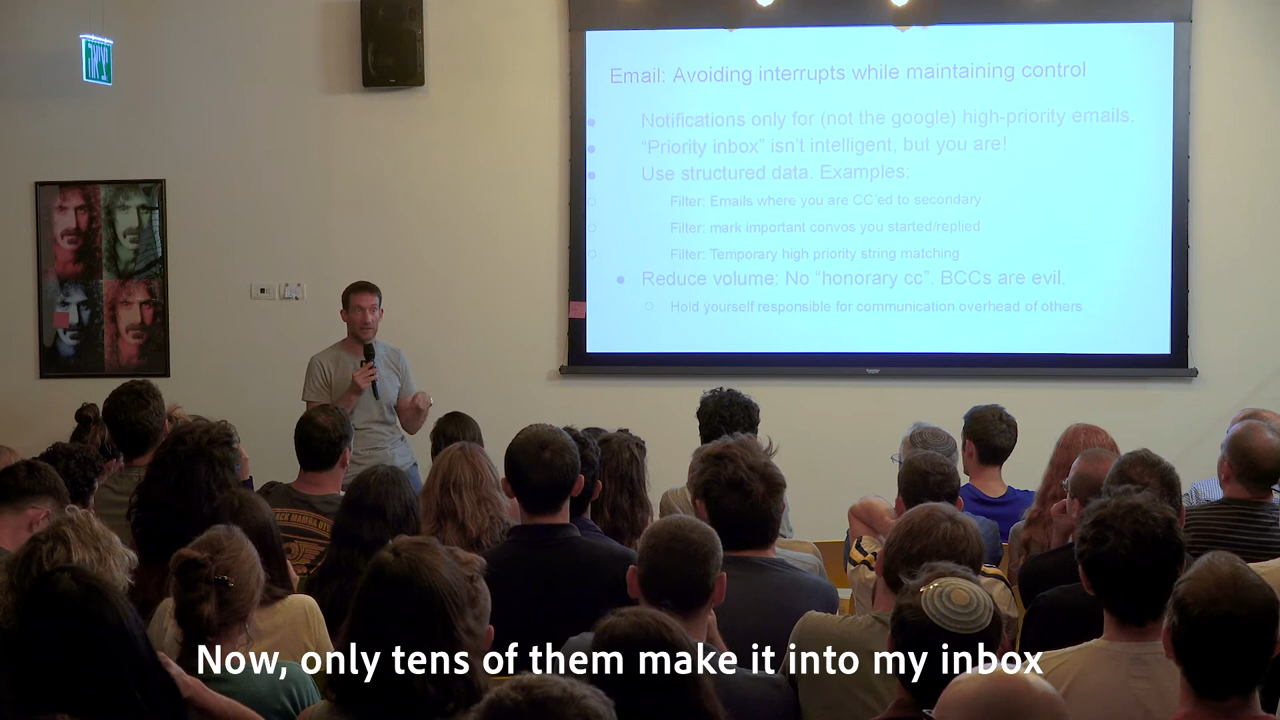 יציאה
Email: Avoiding interrupts while maintaining control
Notifications only for (not the google) high-priority emails.
"Priority inbox" isn't intelligent, but you are!
Use structured data. Examples:
Filter: Emails where you are CC'ed to secondary
Filter: mark important convos you started/replied
Filter: Temporary high priority string matching
Reduce volume: No "honorary cc". BCCs are evil.
Hold yourself responsible for communication overhead of others
Now, only tens of them make it into my inbox